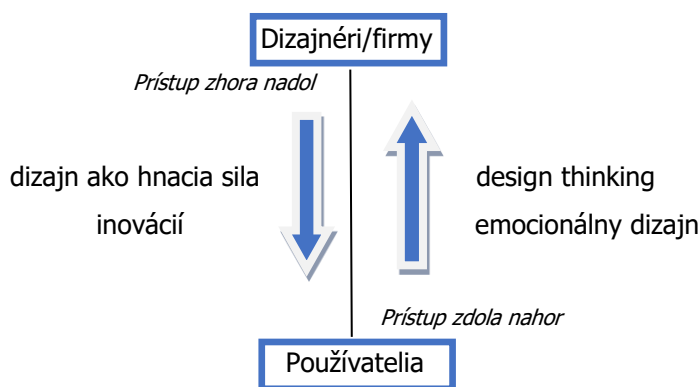 Dizajnéri/firmy
Prístup zhora nadol
dizajn ako hnacia sila
inovácií
design thinking
emocionálny dizajn
Prístup zdola nahor
Používatelia